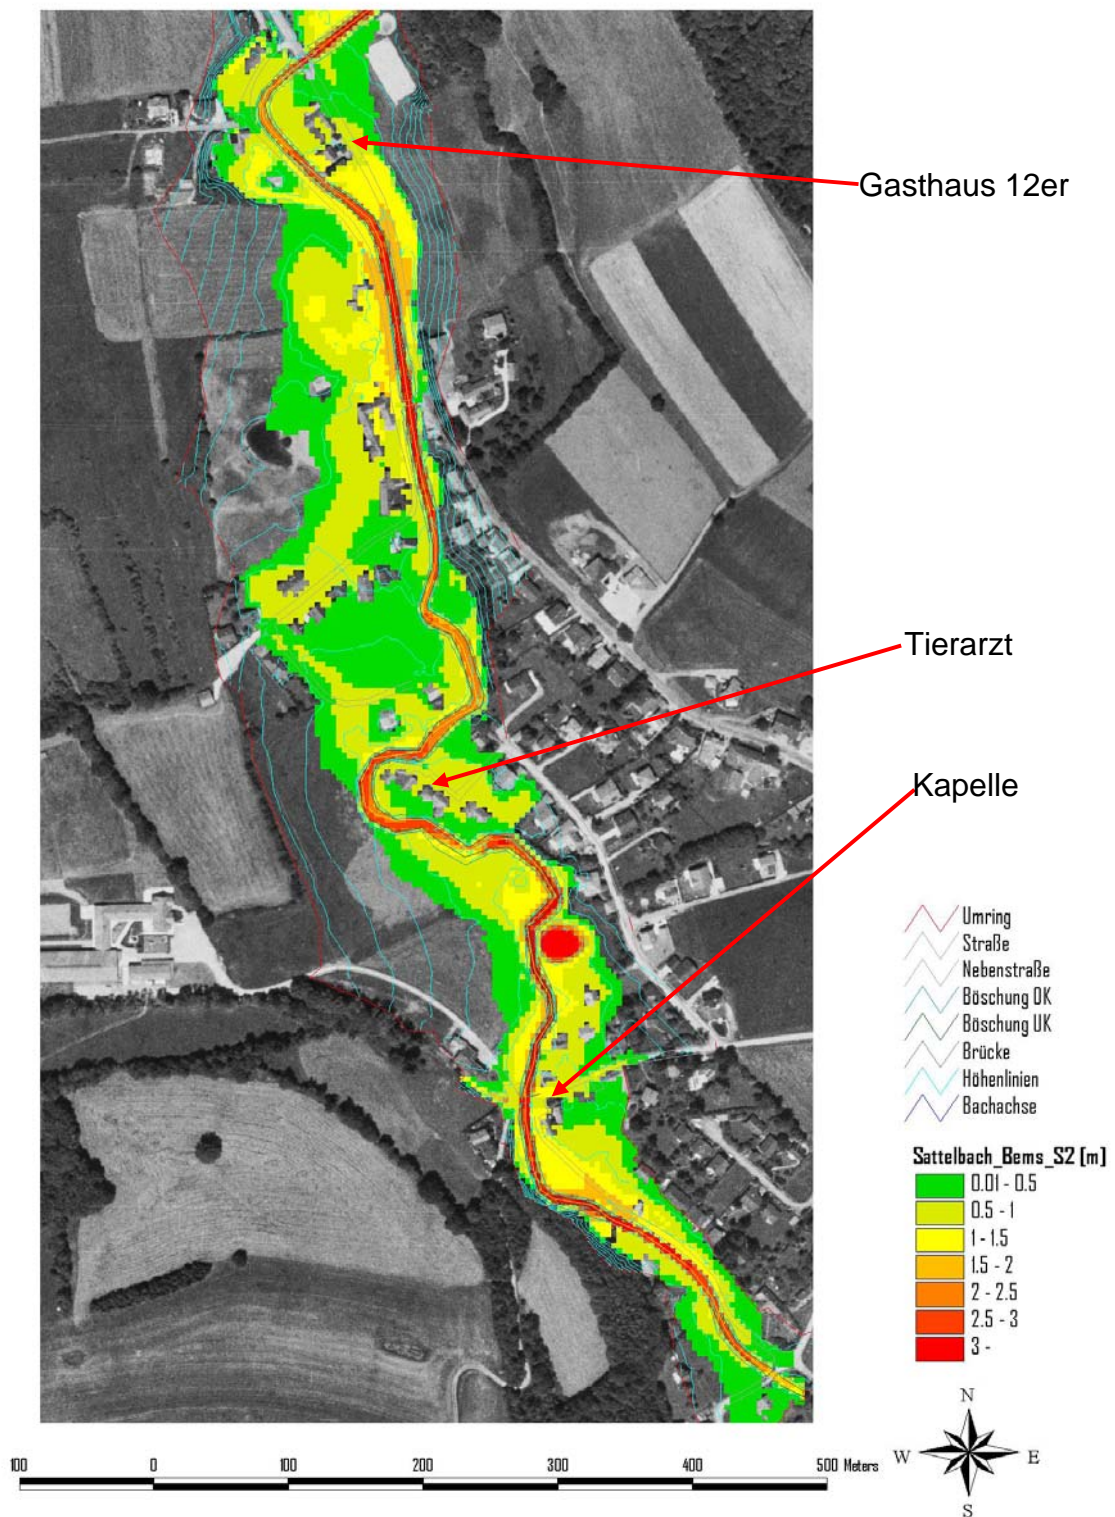 Gasthaus 12er
Tierarzt
Kapelle
Umring
Straße
Nebenstraße
Böschung OK
Böschung UK
Brücke
Höhenlinien
Bachachse
Sattelbach_Bems_S2 [m]
0.01 - 0.5
0.5 - 1
1 - 1.5
1.5 - 2
2 - 2.5
2.5 - 3
3 -
100 0 100 200 300 400 500 Meters
N
W E
S